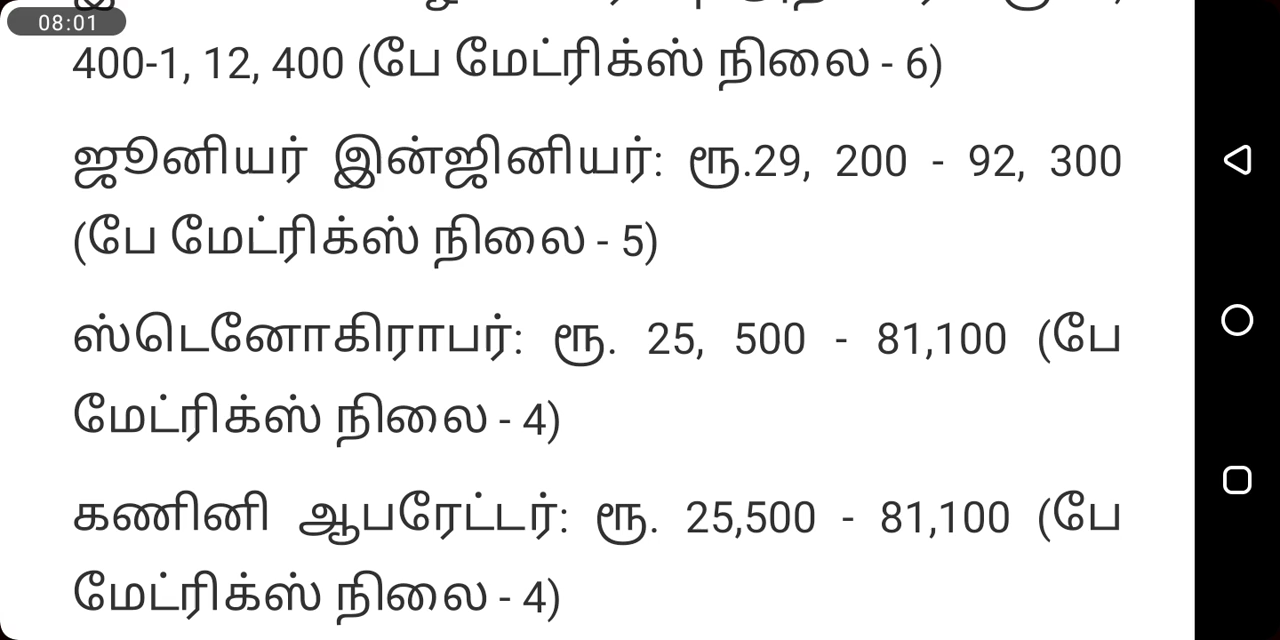 08:01
400-1, 12, 400 (பே மேட்ரிக்ஸ் நிலை - 6)
ஜூனியர் இன்ஜினியர்: ரூ.29, 200 - 92, 300
(பே மேட்ரிக்ஸ் நிலை - 5)
ஸ்டெனோகிராபர்: ரூ. 25, 500 - 81,100 (பே
மேட்ரிக்ஸ் நிலை - 4)
கணினி ஆபரேட்டர்: ரூ. 25,500 - 81,100 (பே
மேட்ரிக்ஸ் நிலை - 4)